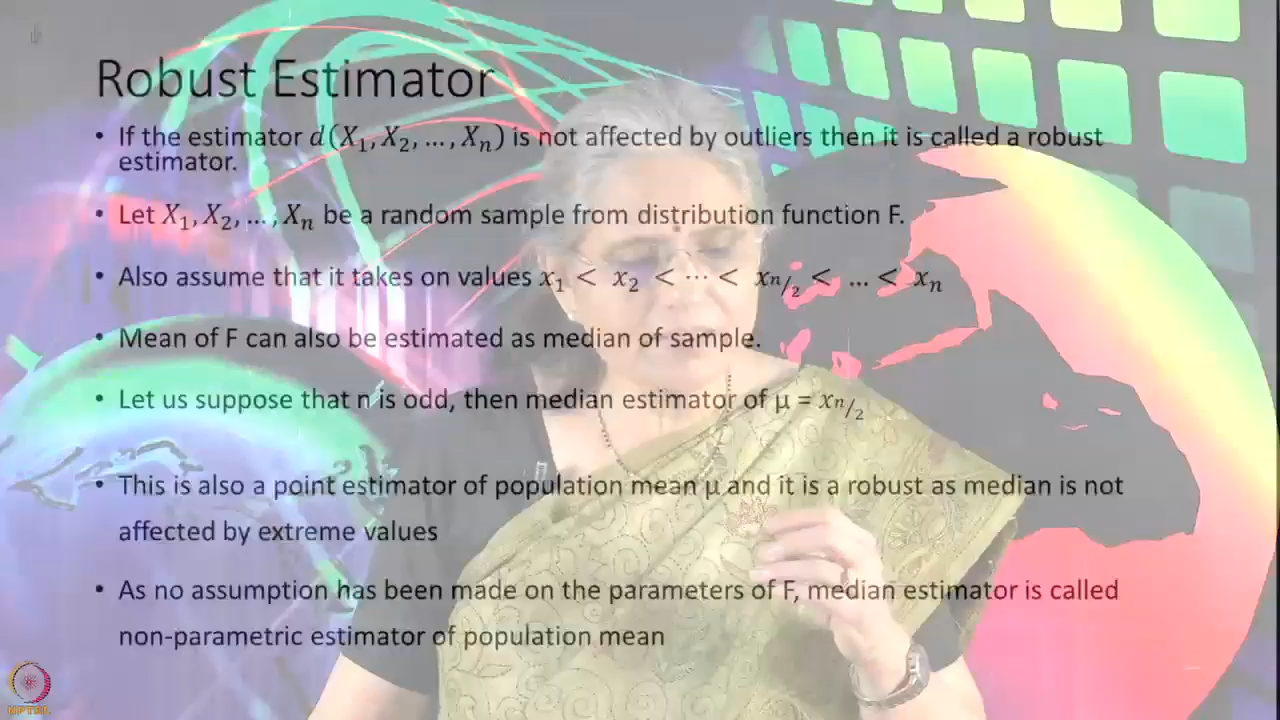 Robust Estimator
• If the estimator d(X₁, X₂, …, Xₙ) is not affected by outliers then it is called a robust
estimator.
• Let X₁, X₂, … , Xₙ be a random sample from distribution function F.
• Also assume that it takes on values x₁ < x₂ < ⋯ < x_{n/2} < … < xₙ
• Mean of F can also be estimated as median of sample.
• Let us suppose that n is odd, then median estimator of μ = x_{n/2}
• This is also a point estimator of population mean μ and it is a robust as median is not
affected by extreme values
• As no assumption has been made on the parameters of F, median estimator is called
non-parametric estimator of population mean
NPTEL